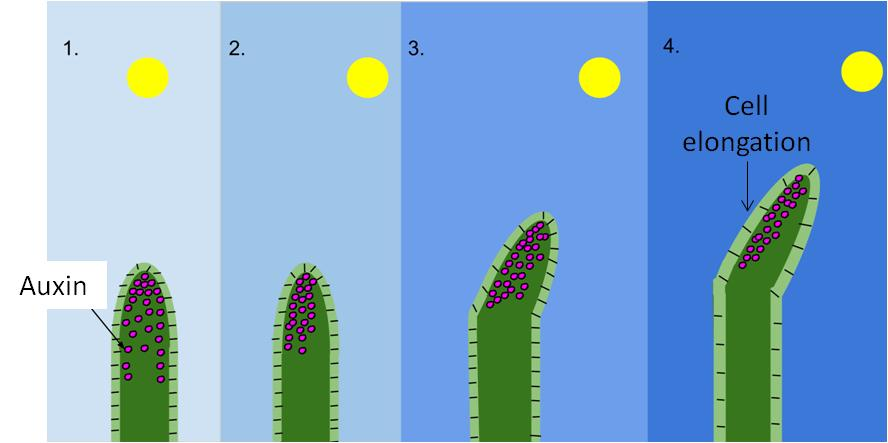 1.
2.
3.
4.
Cell
elongation
Auxin